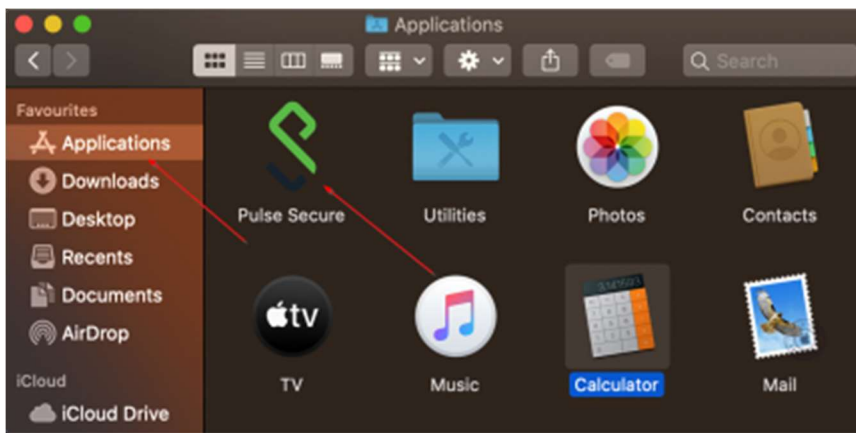 Applications
Search
Favourites
Applications
Downloads
Desktop
Recents
Documents
AirDrop
iCloud
iCloud Drive
Pulse Secure
Utilities
Photos
Contacts
tv
TV
Music
Calculator
Mail